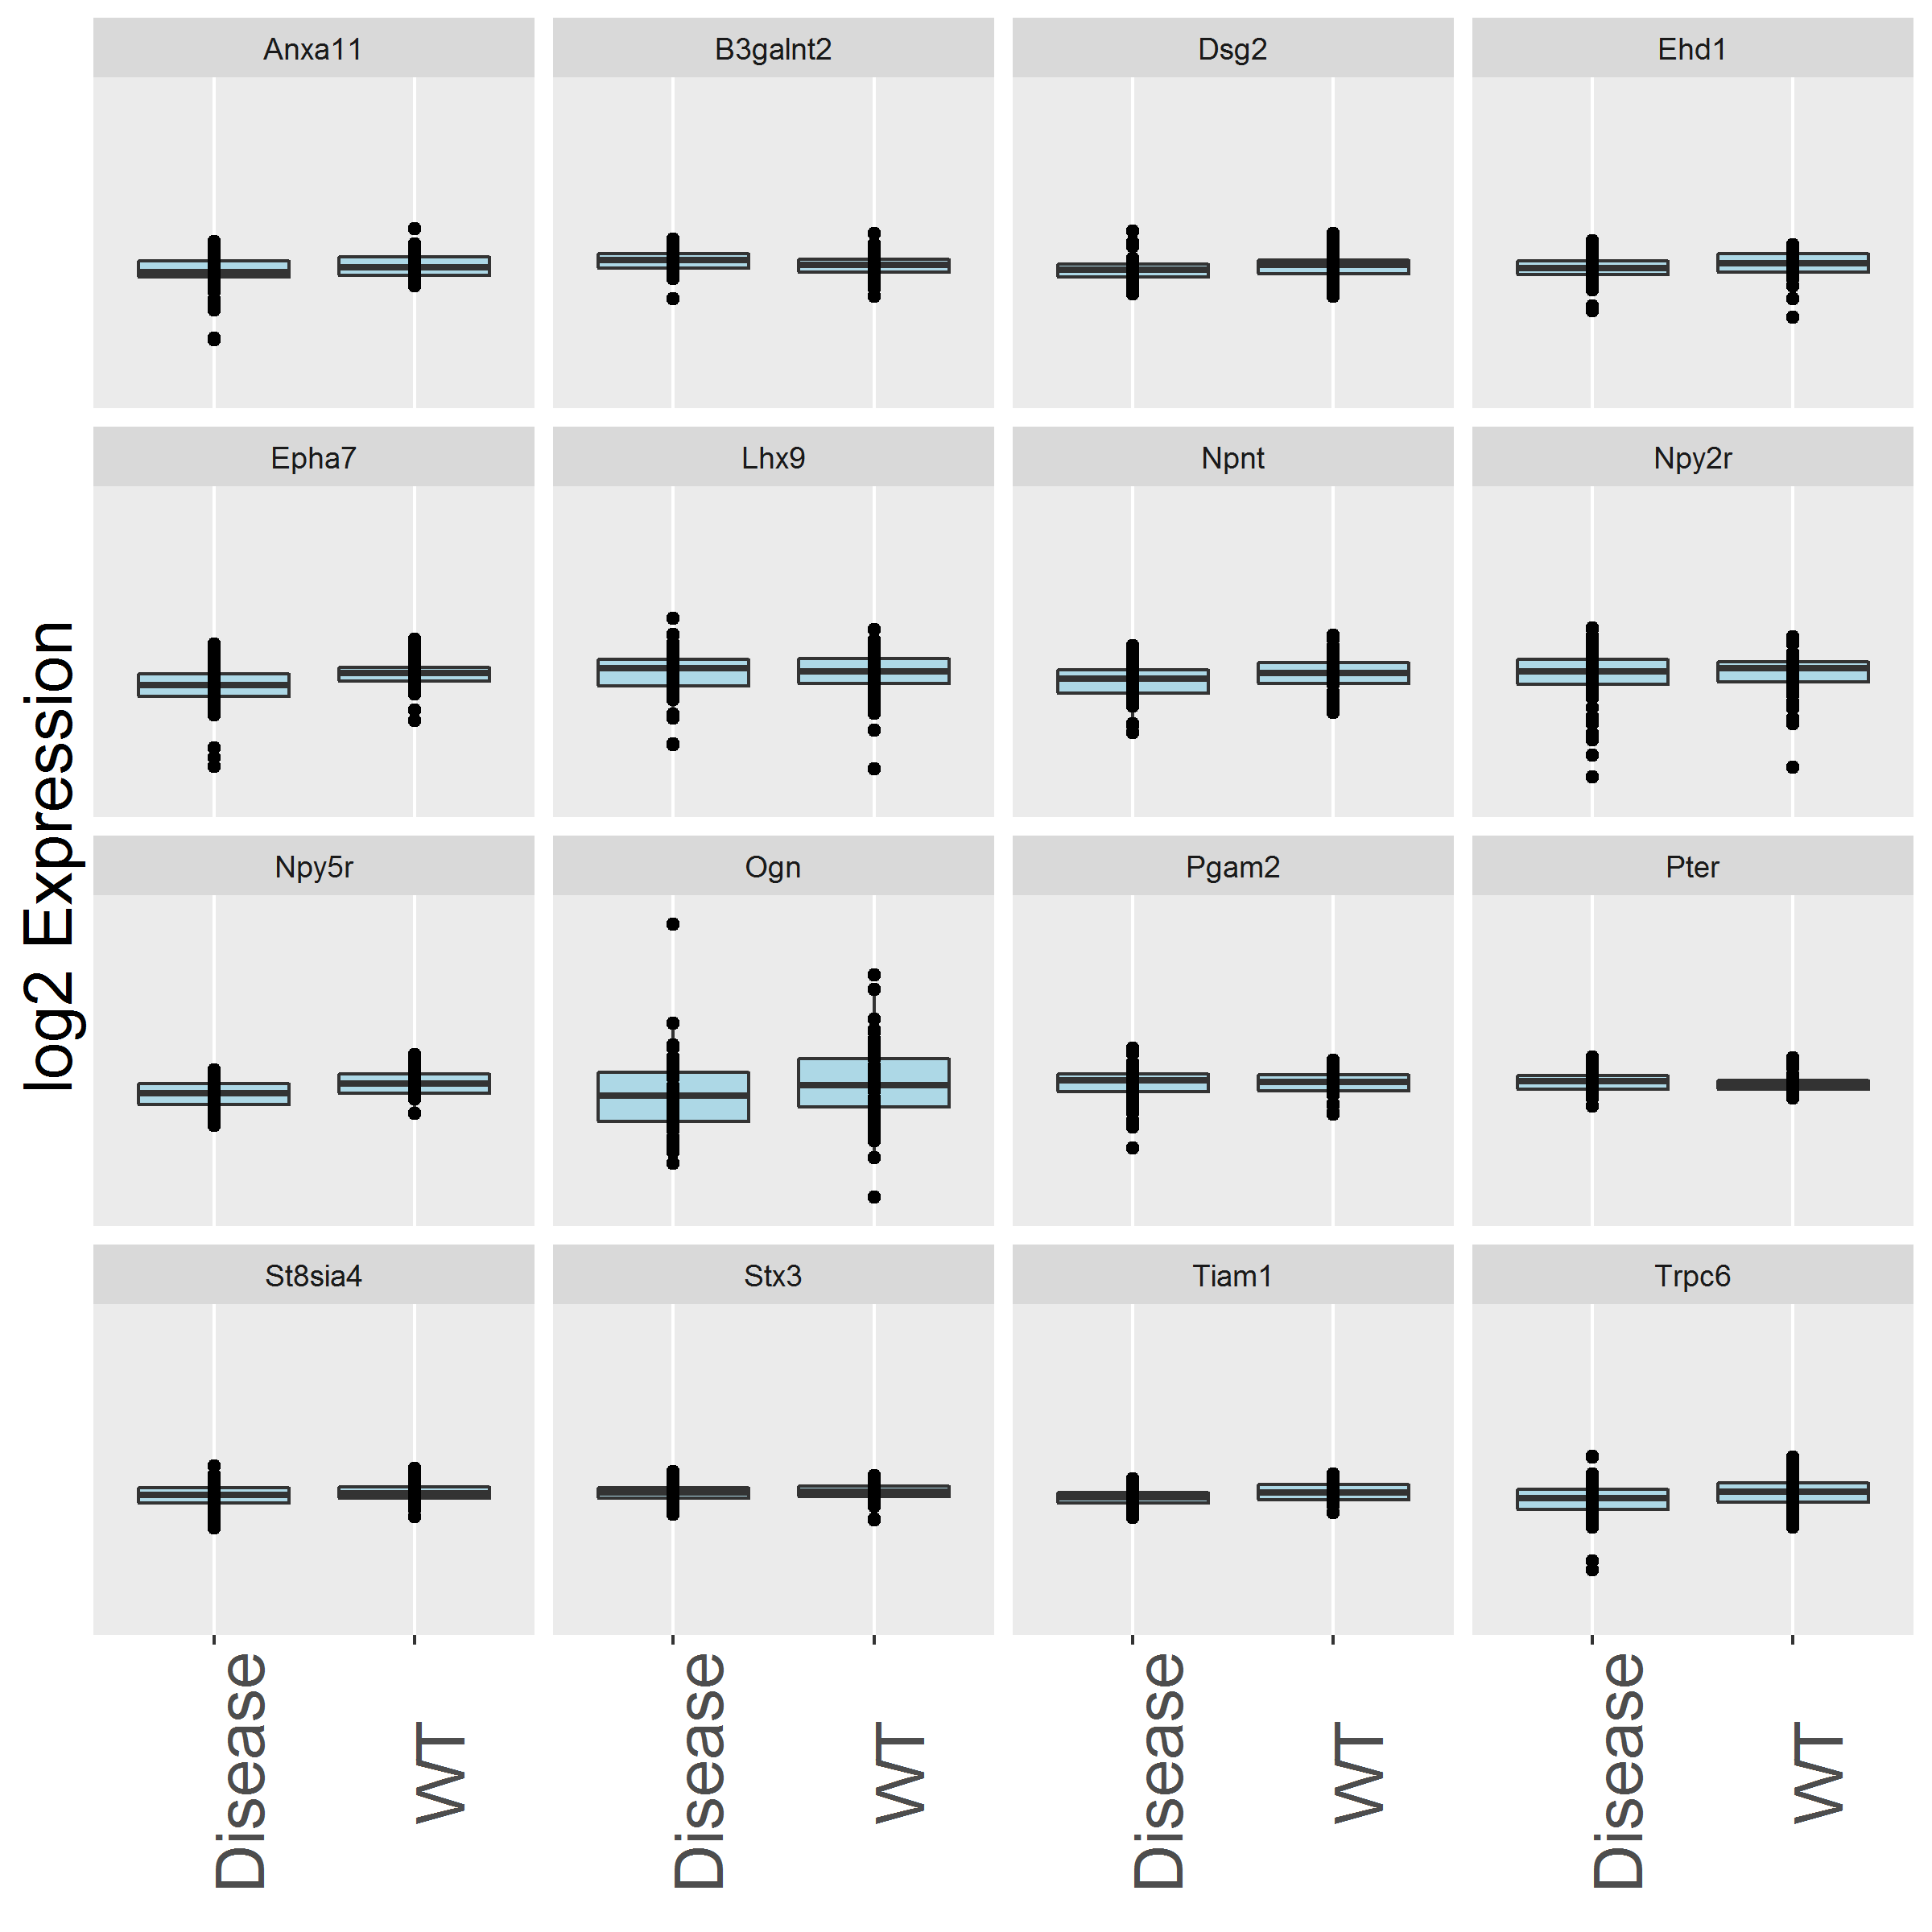 Anxa11
B3galnt2
Dsg2
Ehd1
Epha7
Lhx9
Npnt
Npy2r
Npy5r
Ogn
Pgam2
Pter
St8sia4
Stx3
Tiam1
Trpc6
log2 Expression
Disease
WT
Disease
WT
Disease
WT
Disease
WT